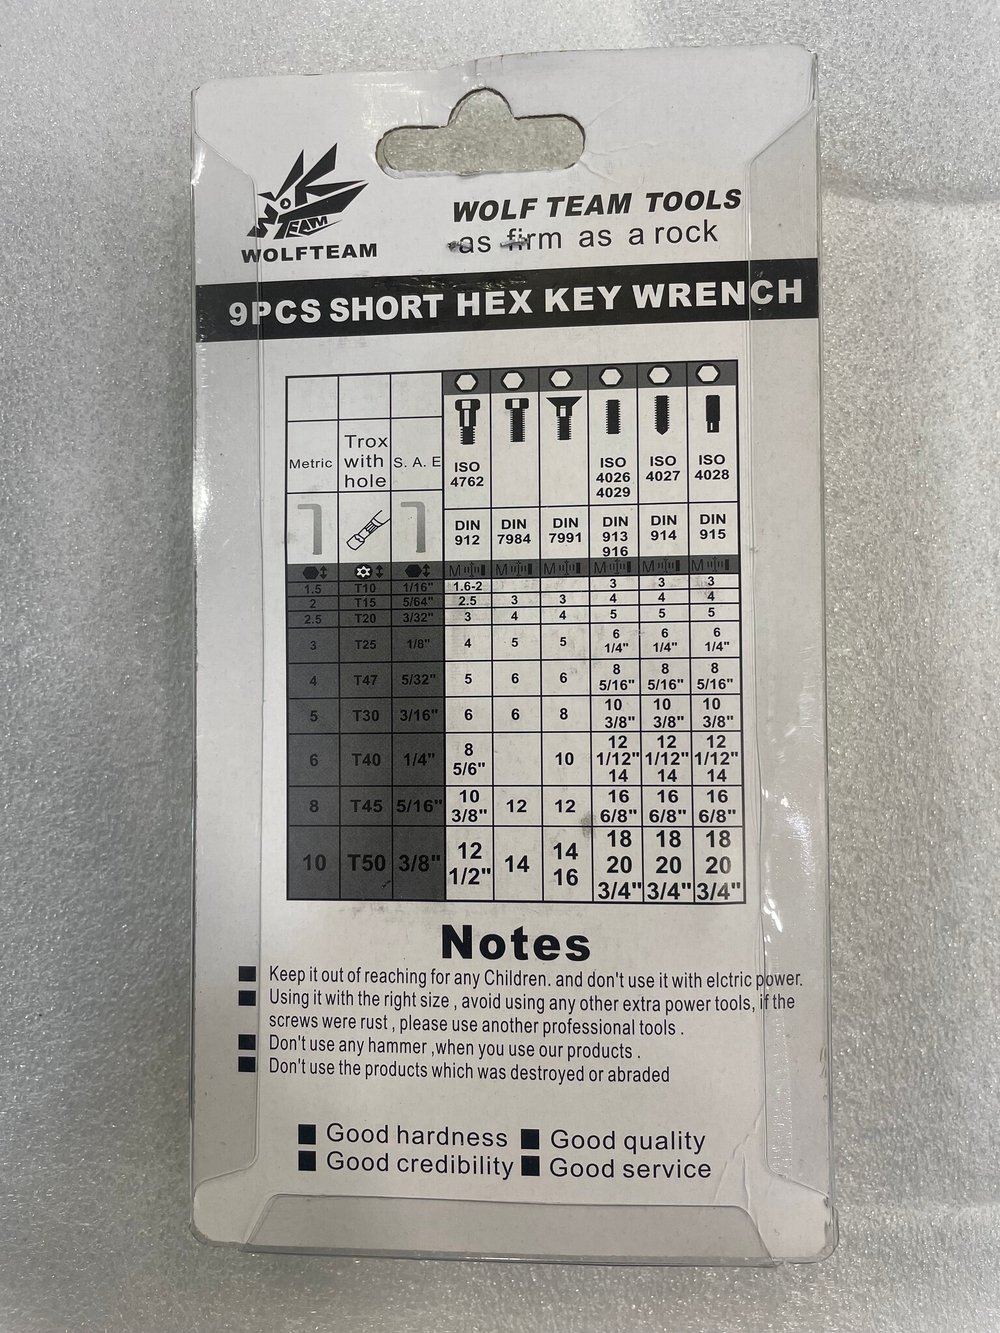 WOLF
TEAM
WOLFTEAM
WOLF TEAM TOOLS
as firm as a rock
9PCS SHORT HEX KEY WRENCH
Metric Trox with hole S. A. E ISO 4762 ISO 4026 4029 ISO 4027 ISO 4028
DIN 912 DIN 7984 DIN 7991 DIN 913 916 DIN 914 DIN 915
M M M M M M
1.5 T10 1/16" 1.6-2 3 3 3
2 T15 5/64" 2.5 3 3 4 4 4
2.5 T20 3/32" 3 4 4 5 5 5
3 T25 1/8" 4 5 5 6 1/4" 6 1/4" 6 1/4"
4 T47 5/32" 5 6 6 8 5/16" 8 5/16" 8 5/16"
5 T30 3/16" 6 6 8 10 3/8" 10 3/8" 10 3/8"
6 T40 1/4" 8 5/6" 10 12 1/12" 14 12 1/12" 14 12 1/12" 14
8 T45 5/16" 10 3/8" 12 12 16 6/8" 16 6/8" 16 6/8"
10 T50 3/8" 12 1/2" 14 14 16 18 20 3/4" 18 20 3/4" 18 20 3/4"
Notes
Keep it out of reaching for any Children. and don't use it with elctric power.
Using it with the right size , avoid using any other extra power tools, if the
screws were rust , please use another professional tools .
Don't use any hammer ,when you use our products .
Don't use the products which was destroyed or abraded
Good hardness Good quality
Good credibility Good service